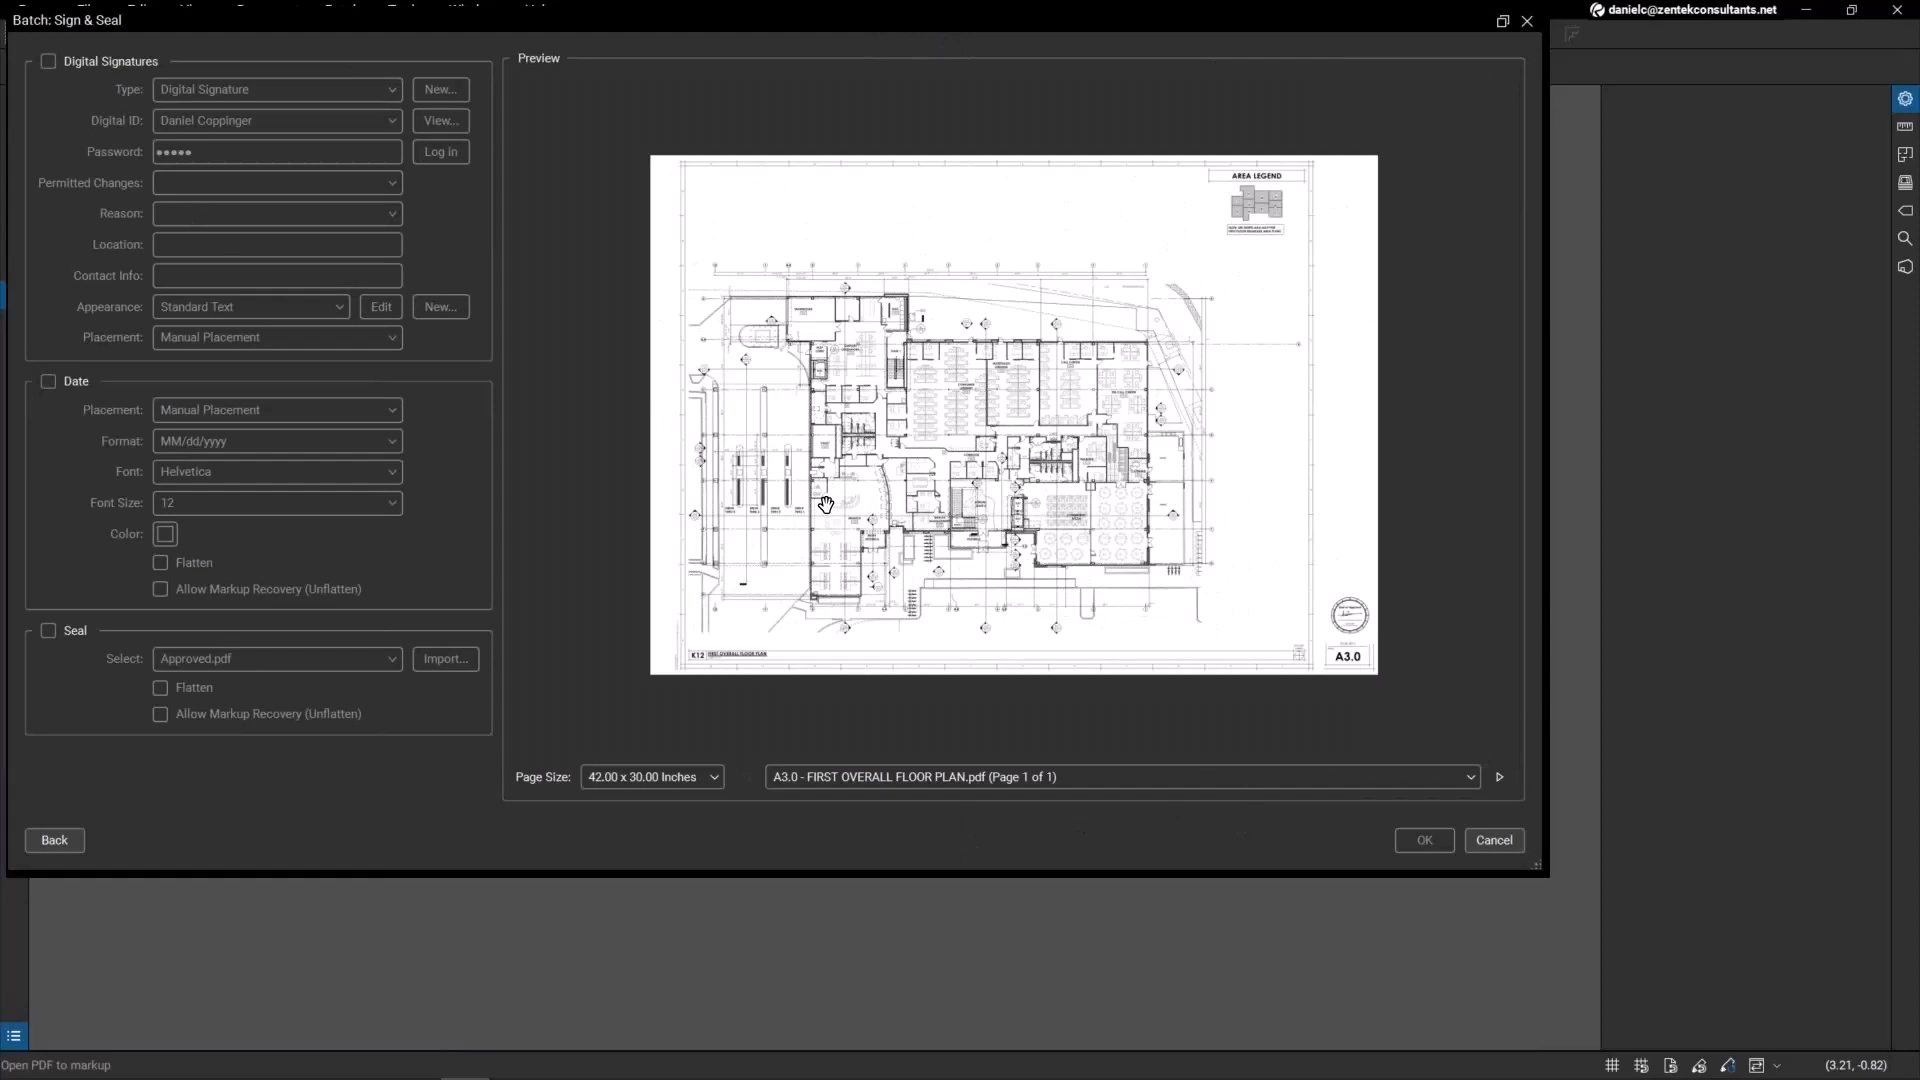 Batch: Sign & Seal
danielc@zentekconsultants.net
Digital Signatures
Type: Digital Signature New...
Digital ID: Daniel Coppinger View...
Password: ••••• Log in
Permitted Changes:
Reason:
Location:
Contact Info:
Appearance: Standard Text Edit New...
Placement: Manual Placement
Date
Placement: Manual Placement
Format: MM/dd/yyyy
Font: Helvetica
Font Size: 12
Color:
Flatten
Allow Markup Recovery (Unflatten)
Seal
Select: Approved.pdf Import...
Flatten
Allow Markup Recovery (Unflatten)
Preview
AREA LEGEND
K12 FIRST OVERALL FLOOR PLAN
A3.0
Page Size: 42.00 x 30.00 Inches A3.0 - FIRST OVERALL FLOOR PLAN.pdf (Page 1 of 1)
Back OK Cancel
Open PDF to markup
(3.21, -0.82)